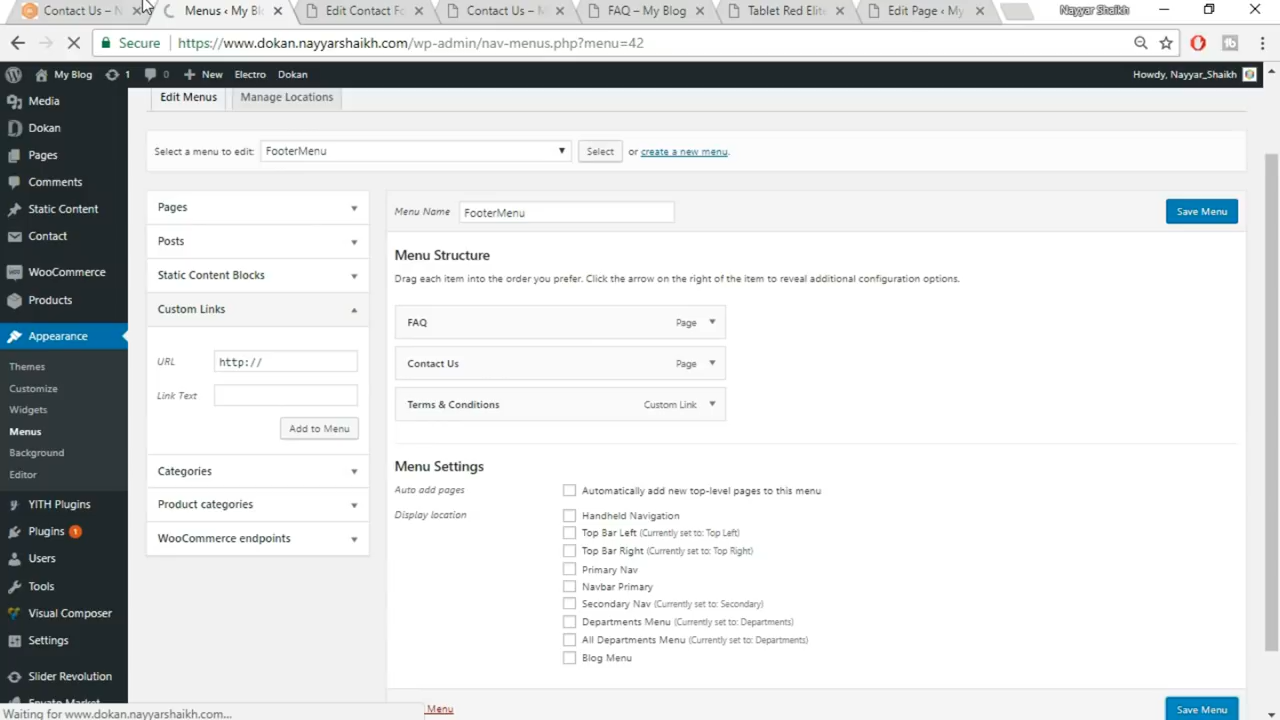 Contact Us – N
Menus ‹ My Bl
Edit Contact Fo
Contact Us – M
FAQ – My Blog
Tablet Red Elite
Edit Page ‹ My
Nayyar Shaikh
Secure
https://www.dokan.nayyarshaikh.com/wp-admin/nav-menus.php?menu=42
My Blog
1
0
New
Electro
Dokan
Howdy, Nayyar_Shaikh
Media
Dokan
Pages
Comments
Static Content
Contact
WooCommerce
Products
Appearance
Themes
Customize
Widgets
Menus
Background
Editor
YITH Plugins
Plugins 1
Users
Tools
Visual Composer
Settings
Slider Revolution
Envato Market
Edit Menus
Manage Locations
Select a menu to edit: FooterMenu Select or create a new menu.
Pages
Posts
Static Content Blocks
Custom Links
URL http://
Link Text
Add to Menu
Categories
Product categories
WooCommerce endpoints
Menu Name FooterMenu
Save Menu
Menu Structure
Drag each item into the order you prefer. Click the arrow on the right of the item to reveal additional configuration options.
FAQ Page
Contact Us Page
Terms & Conditions Custom Link
Menu Settings
Auto add pages
Automatically add new top-level pages to this menu
Display location
Handheld Navigation
Top Bar Left (Currently set to: Top Left)
Top Bar Right (Currently set to: Top Right)
Primary Nav
Navbar Primary
Secondary Nav (Currently set to: Secondary)
Departments Menu (Currently set to: Departments)
All Departments Menu (Currently set to: Departments)
Blog Menu
Menu
Save Menu
Waiting for www.dokan.nayyarshaikh.com...